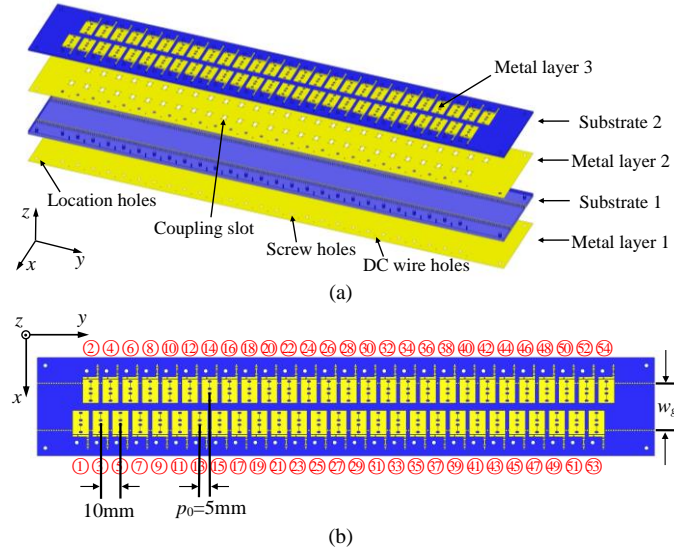 Metal layer 3
Substrate 2
Metal layer 2
Substrate 1
Metal layer 1
Location holes
Coupling slot
Screw holes
DC wire holes
z
x
y
(a)
z
y
x
② ④ ⑥ ⑧ ⑩ ⑫ ⑭ ⑯ ⑱ ⑳ ㉒ ㉔ ㉖ ㉘ ㉚ ㉜ ㉞ ㊱ ㊳ ㊵ ㊷ ㊹ ㊻ ㊽ ㊿ 52 54
wg
① ③ ⑤ ⑦ ⑨ ⑪ ⑬ ⑮ ⑰ ⑲ ㉑ ㉓ ㉕ ㉗ ㉙ ㉛ ㉝ ㉟ ㊲ ㊴ ㊶ ㊸ ㊺ ㊼ ㊾ 51 53
10mm
p0=5mm
(b)